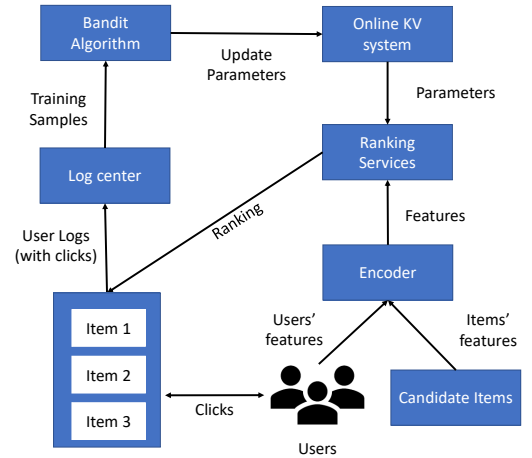 Bandit
Algorithm
Update
Parameters
Online KV
system
Training
Samples
Parameters
Log center
Ranking
Services
User Logs
(with clicks)
Ranking
Features
Encoder
Item 1
Item 2
Item 3
Users'
features
Items'
features
Clicks
Candidate Items
Users